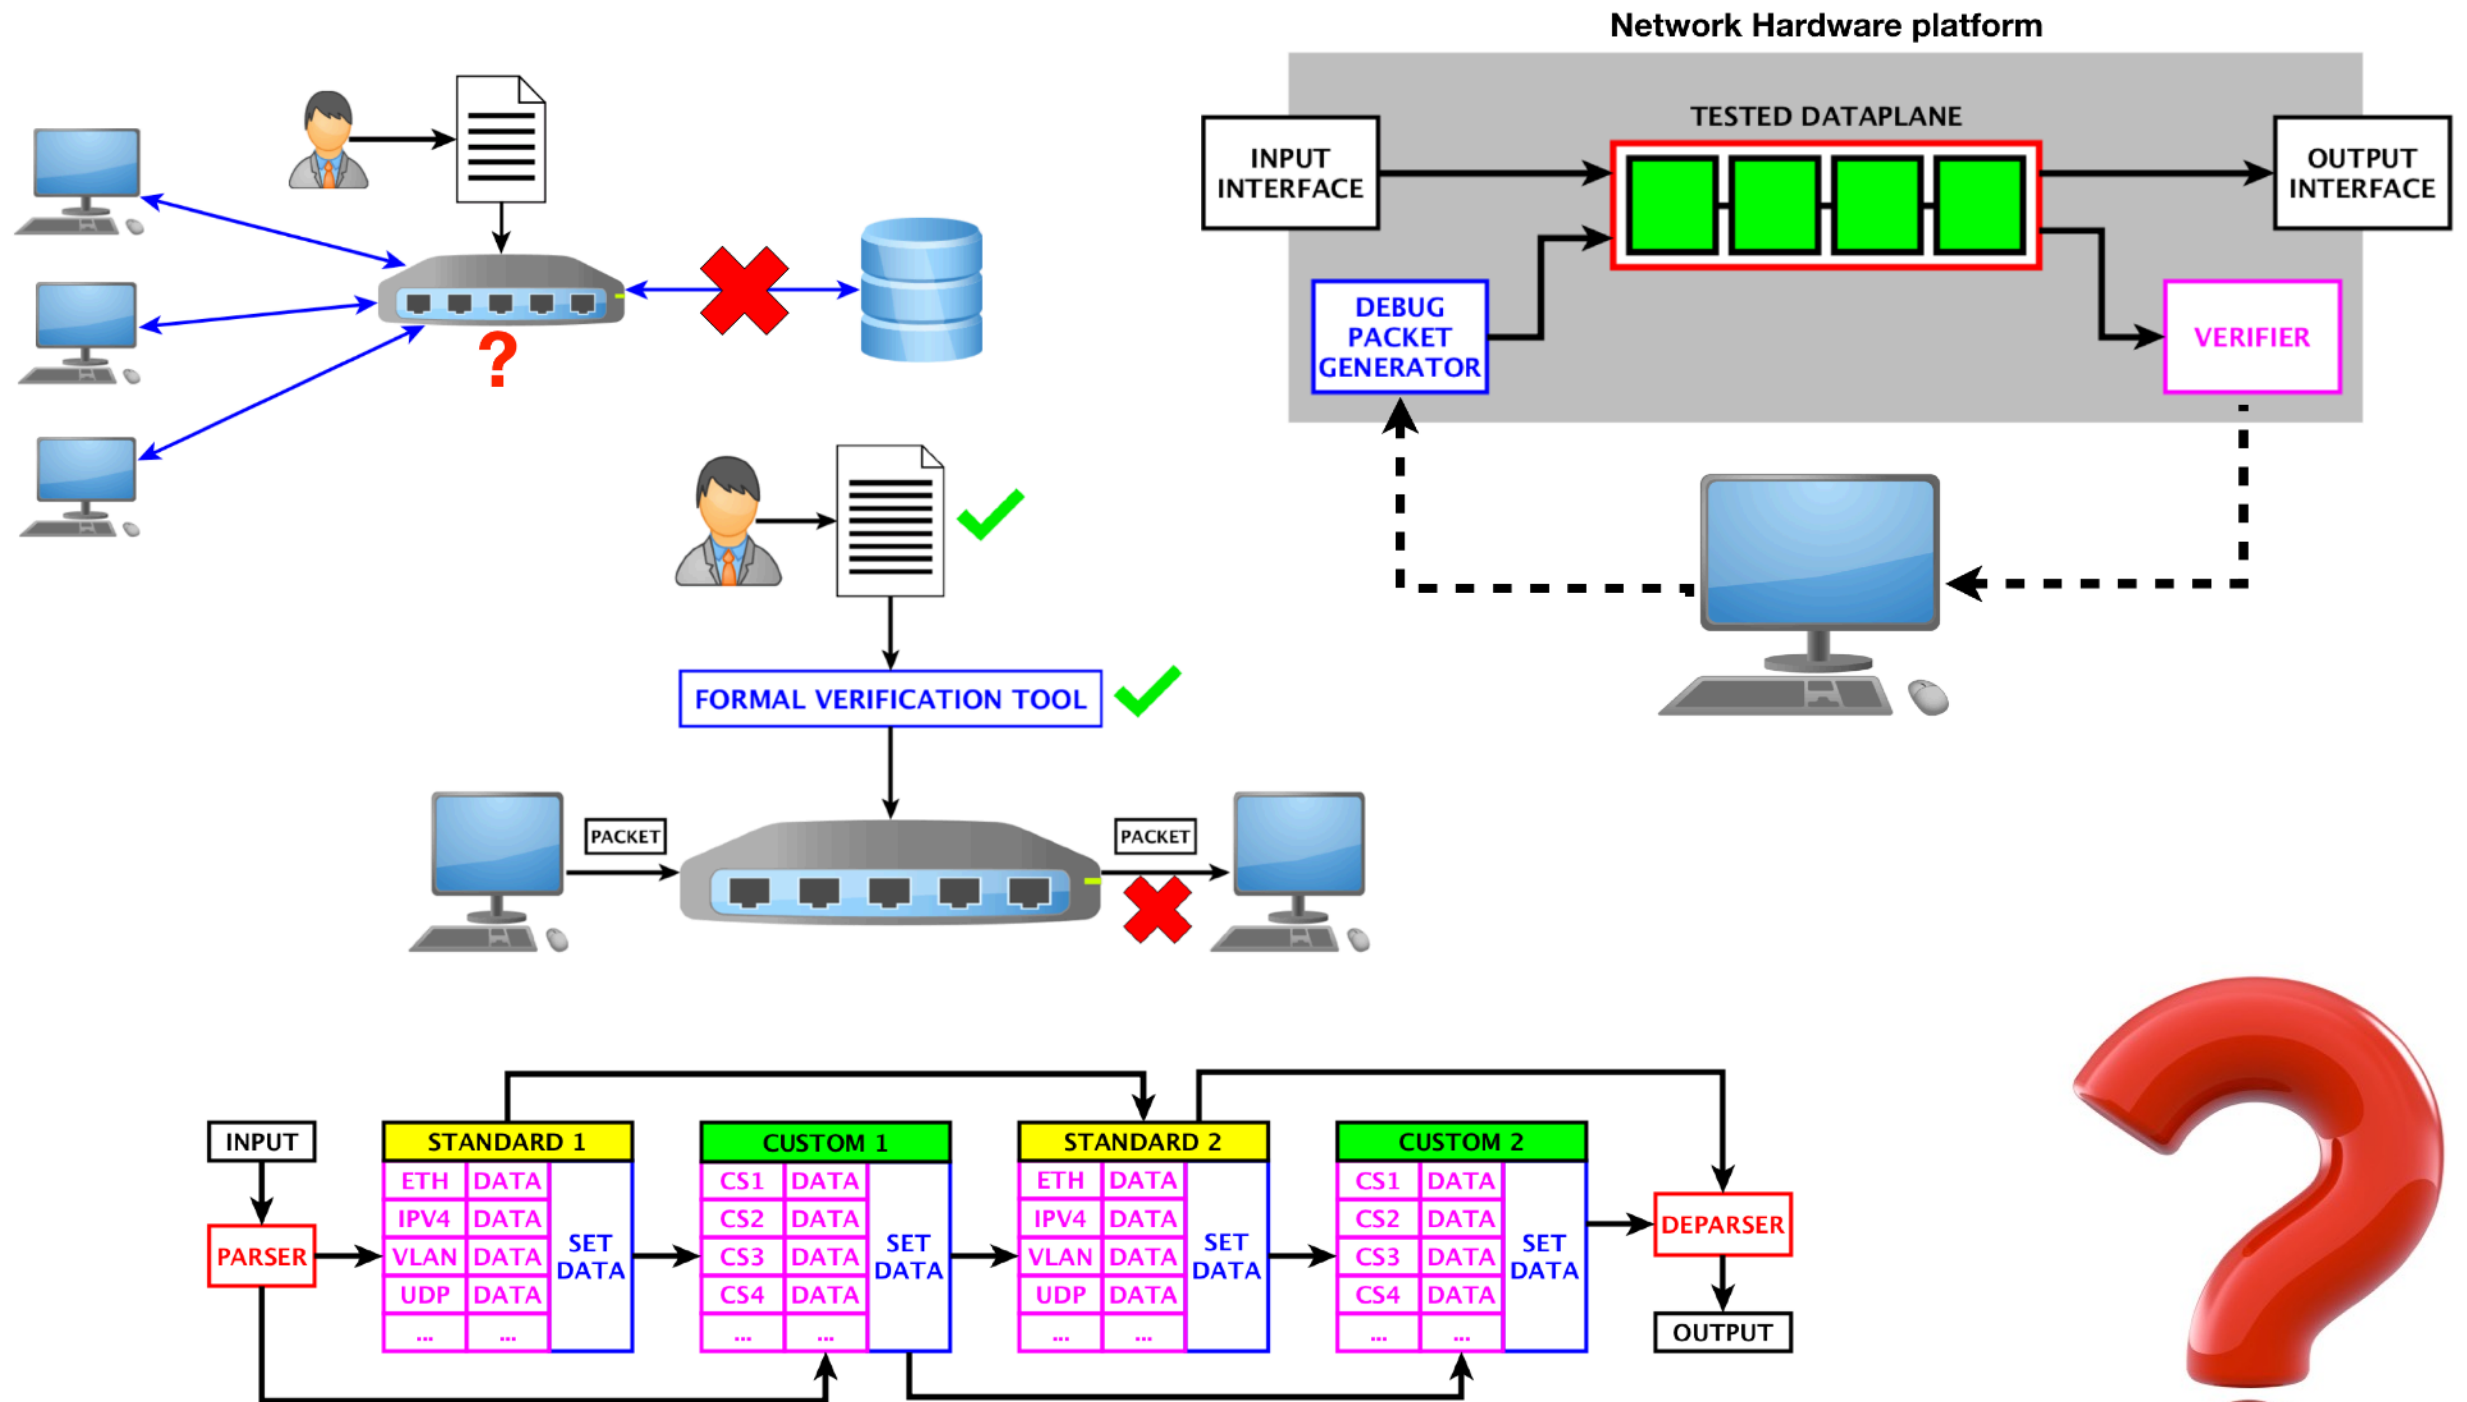 Network Hardware platform
TESTED DATAPLANE
INPUT
INTERFACE
OUTPUT
INTERFACE
DEBUG
PACKET
GENERATOR
VERIFIER
?
FORMAL VERIFICATION TOOL
PACKET
PACKET
INPUT
PARSER
STANDARD 1
ETH DATA
IPV4 DATA
VLAN DATA
UDP DATA
... ...
SET
DATA
CUSTOM 1
CS1 DATA
CS2 DATA
CS3 DATA
CS4 DATA
... ...
SET
DATA
STANDARD 2
ETH DATA
IPV4 DATA
VLAN DATA
UDP DATA
... ...
SET
DATA
CUSTOM 2
CS1 DATA
CS2 DATA
CS3 DATA
CS4 DATA
... ...
SET
DATA
DEPARSER
OUTPUT
?